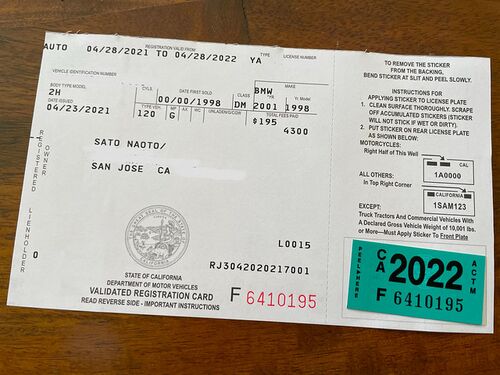 REGISTRATION VALID FROM
AUTO 04/28/2021 TO 04/28/2022 YA
TYPE LICENSE NUMBER
VEHICLE IDENTIFICATION NUMBER
MAKE
BMW
BODY TYPE MODEL CYLS. DATE FIRST SOLD CLASS *YR Yr. Model
2H 00/00/1998 DM 2001 1998
DATE ISSUED TYPE VEH. MP AX WC UNLADEN/G/CGW TOTAL FEES PAID
04/23/2021 120 G $195
4300
REGISTERED OWNER
SATO NAOTO/
SAN JOSE CA
LIENHOLDER
L0015
0
RJ3042020217001
STATE OF CALIFORNIA
DEPARTMENT OF MOTOR VEHICLES
VALIDATED REGISTRATION CARD F 6410195
READ REVERSE SIDE - IMPORTANT INSTRUCTIONS
TO REMOVE THE STICKER
FROM THE BACKING,
BEND STICKER AT SLIT AND PEEL SLOWLY.
INSTRUCTIONS FOR
APPLYING STICKER TO LICENSE PLATE
1. CLEAN SURFACE THOROUGHLY. SCRAPE
OFF ACCUMULATED STICKERS (STICKER
WILL NOT STICK IF WET OR DIRTY).
2. PUT STICKER ON REAR LICENSE PLATE
AS SHOWN BELOW:
MOTORCYCLES:
Right Half of This Well
CAL
1A0000
ALL OTHERS:
In Top Right Corner
CALIFORNIA
1SAM123
EXCEPT:
Truck Tractors And Commercial Vehicles With
A Declared Gross Vehicle Weight of 10,001 lbs.
or More—Must Apply Sticker To Front Plate
PEEL HERE
CA 2022 ACTM
F 6410195